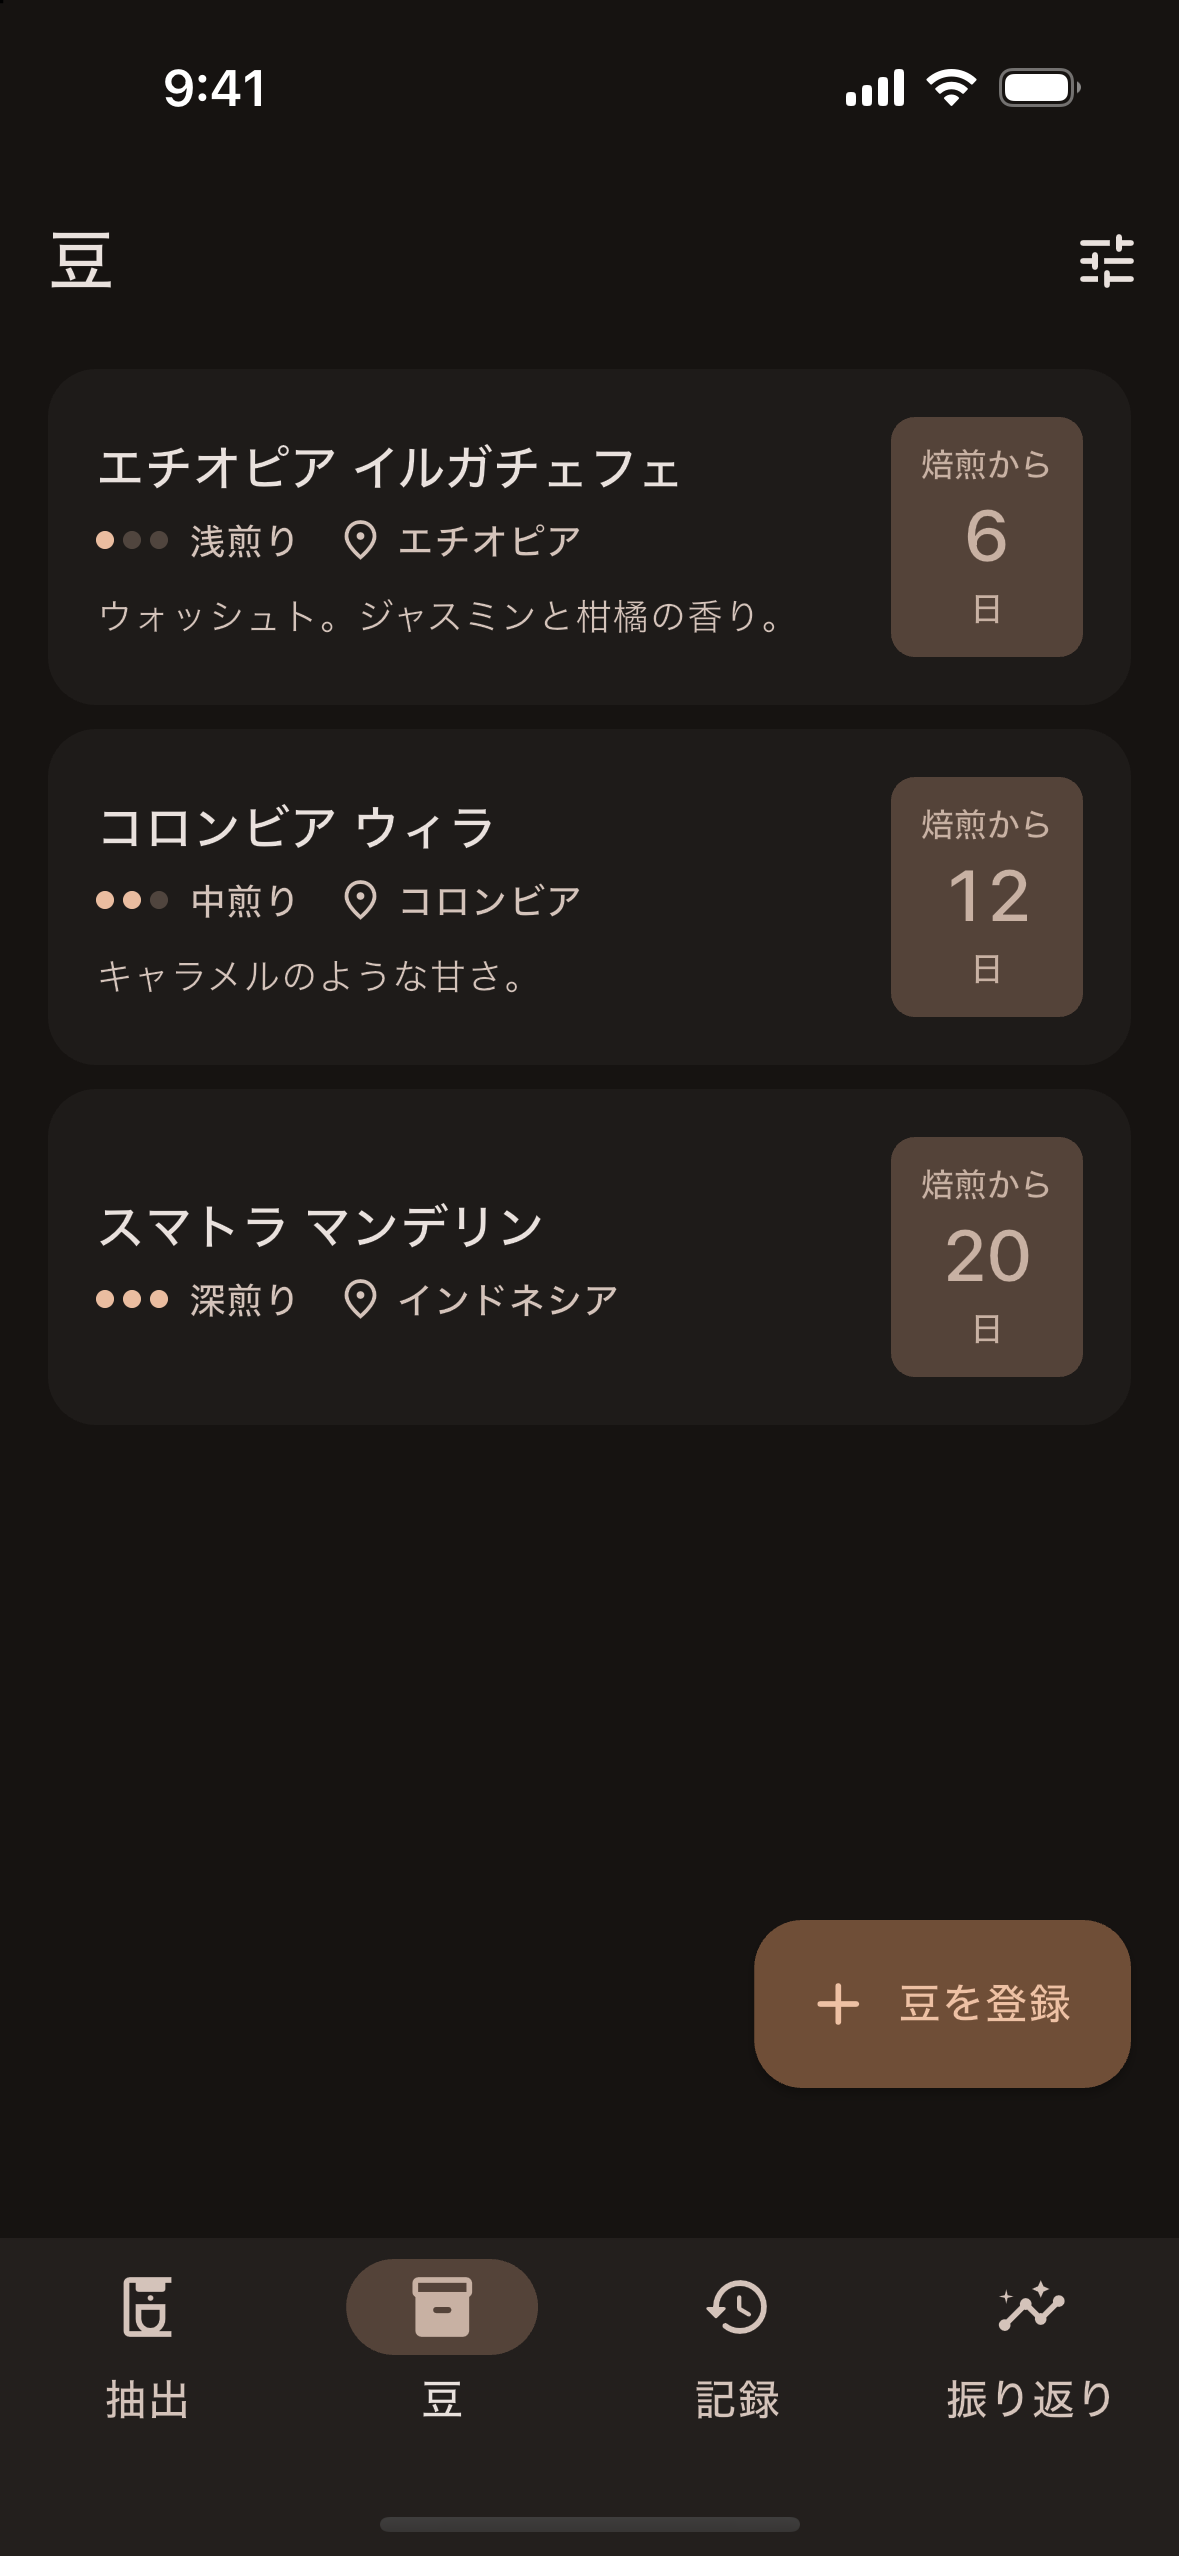 9:41
豆
エチオピア イルガチェフェ
浅煎り エチオピア
ウォッシュト。ジャスミンと柑橘の香り。
焙煎から
6
日
コロンビア ウィラ
中煎り コロンビア
キャラメルのような甘さ。
焙煎から
12
日
スマトラ マンデリン
深煎り インドネシア
焙煎から
20
日
豆を登録
抽出
豆
記録
振り返り